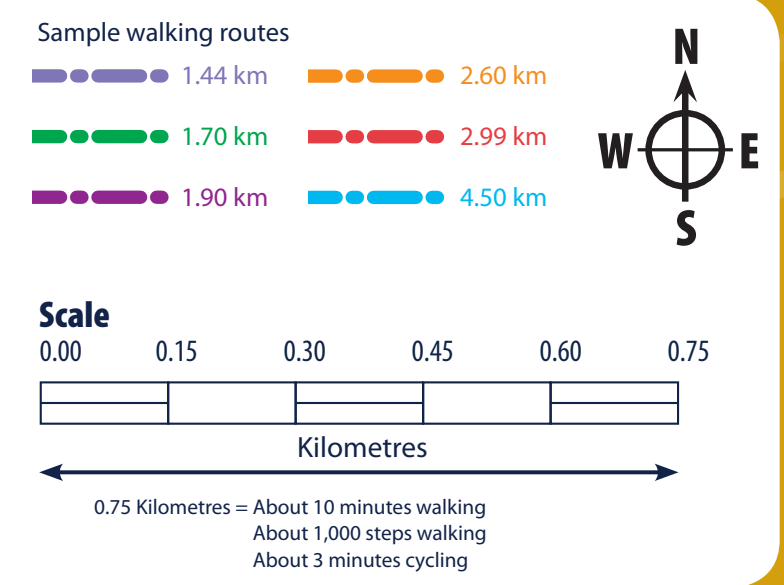 Sample walking routes
1.44 km
2.60 km
1.70 km
2.99 km
1.90 km
4.50 km
N
W E
S
Scale
0.00 0.15 0.30 0.45 0.60 0.75
Kilometres
0.75 Kilometres = About 10 minutes walking
About 1,000 steps walking
About 3 minutes cycling